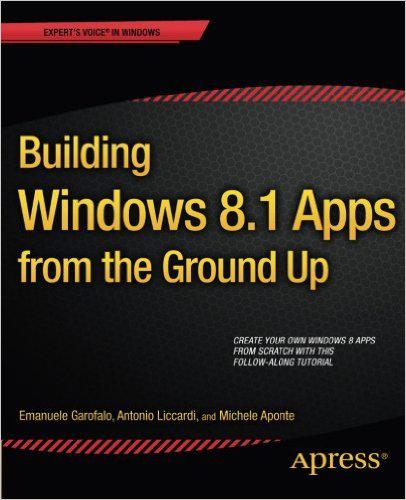 EXPERT'S VOICE® IN WINDOWS
Building
Windows 8.1 Apps
from the Ground Up
CREATE YOUR OWN WINDOWS 8 APPS
FROM SCRATCH WITH THIS
FOLLOW-ALONG TUTORIAL
Emanuele Garofalo, Antonio Liccardi, and Michele Aponte
Apress®